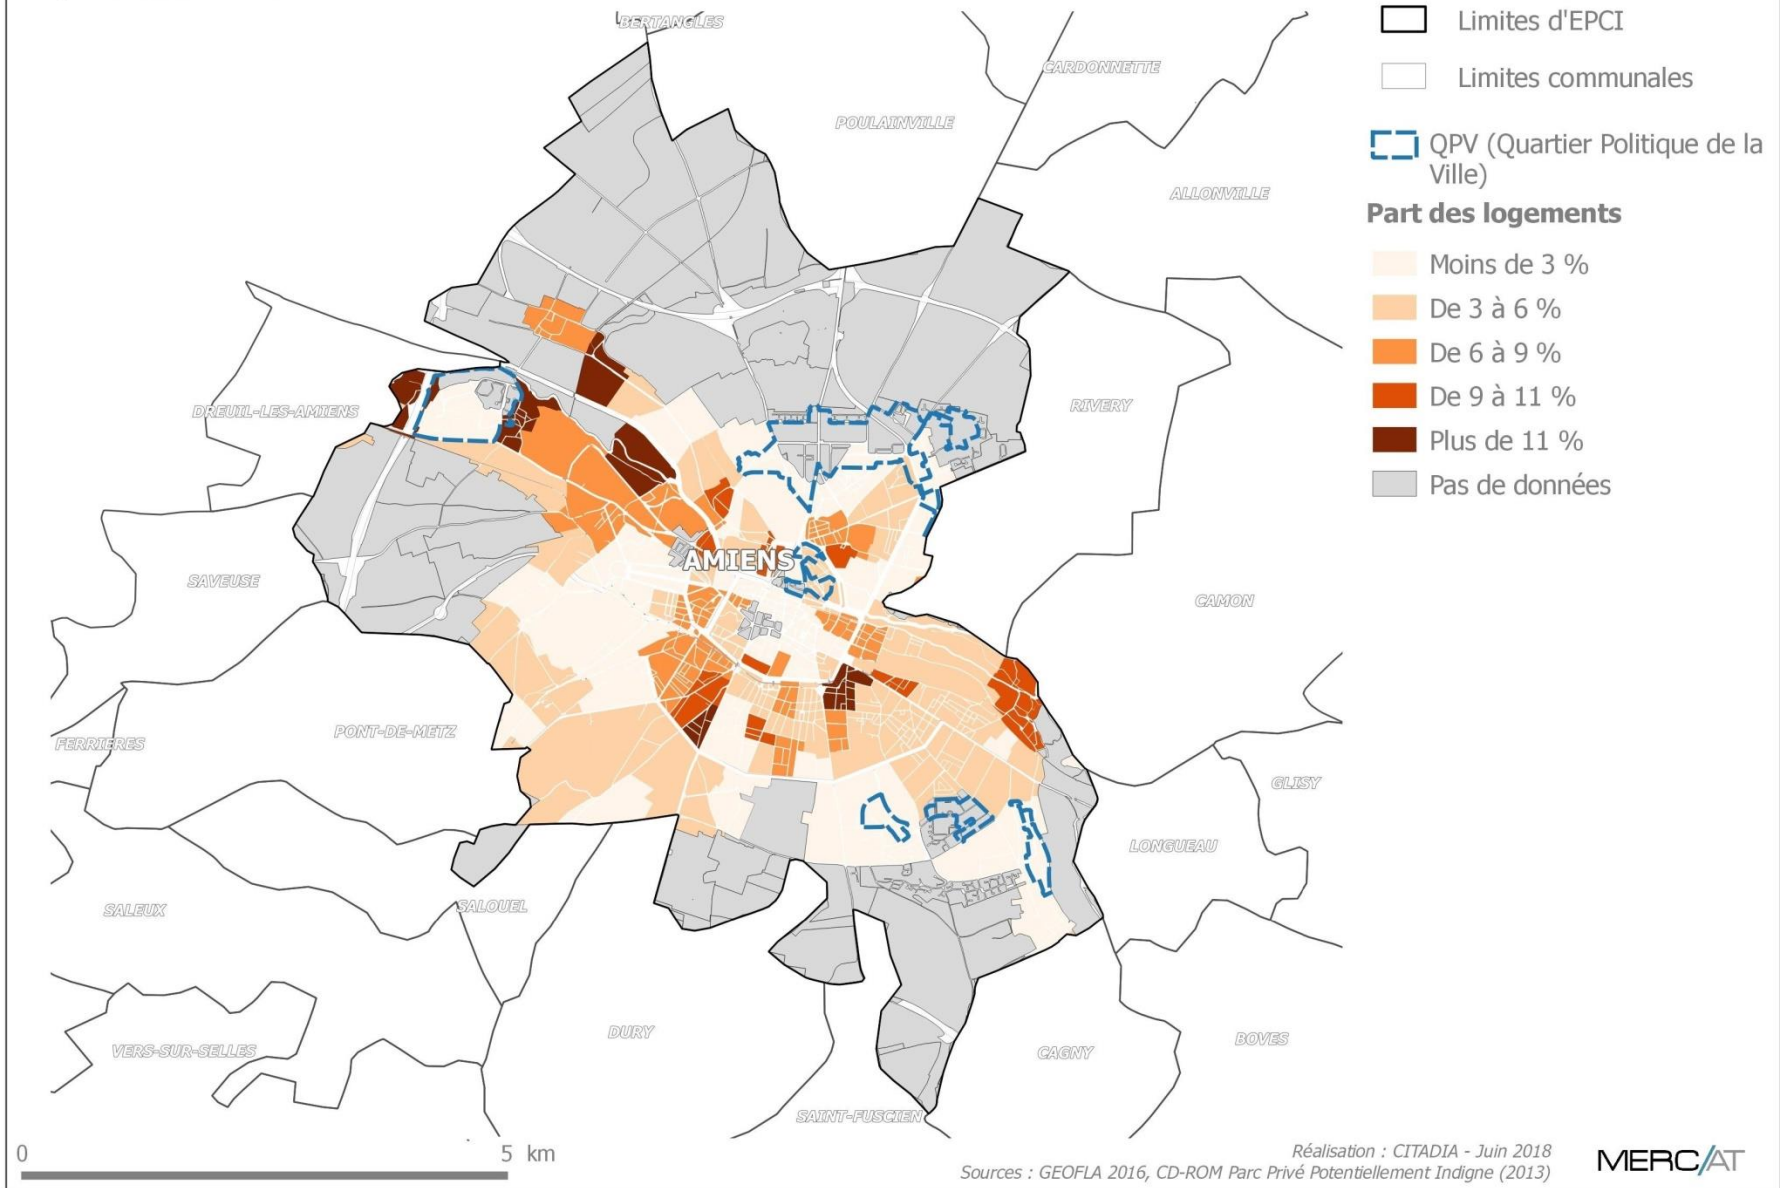 BERTANGLES
CARDONNETTE
POULAINVILLE
ALLONVILLE
DREUIL-LES-AMIENS
RIVERY
AMIENS
SAVEUSE
CAMON
PONT-DE-METZ
FERRIERES
GLISY
LONGUEAU
SALEUX
SALOUEL
DURY
BOVES
VERS-SUR-SELLES
CAGNY
SAINT-FUSCIEN
Limites d'EPCI
Limites communales
QPV (Quartier Politique de la
Ville)
Part des logements
Moins de 3 %
De 3 à 6 %
De 6 à 9 %
De 9 à 11 %
Plus de 11 %
Pas de données
0 5 km
Réalisation : CITADIA - Juin 2018
Sources : GEOFLA 2016, CD-ROM Parc Privé Potentiellement Indigne (2013)
MERC/AT